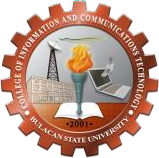 COLLEGE OF INFORMATION AND COMMUNICATIONS TECHNOLOGY
•2001•
BULACAN STATE UNIVERSITY